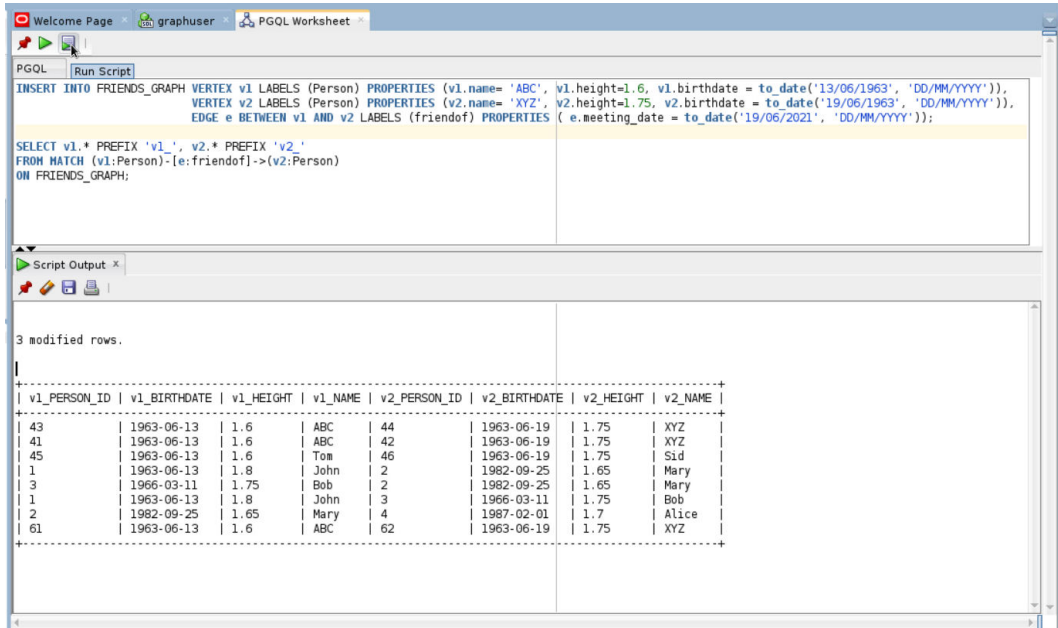 Welcome Page graphuser PGQL Worksheet
PGQL Run Script
INSERT INTO FRIENDS_GRAPH VERTEX v1 LABELS (Person) PROPERTIES (v1.name= 'ABC', v1.height=1.6, v1.birthdate = to_date('13/06/1963', 'DD/MM/YYYY')),
VERTEX v2 LABELS (Person) PROPERTIES (v2.name= 'XYZ', v2.height=1.75, v2.birthdate = to_date('19/06/1963', 'DD/MM/YYYY')),
EDGE e BETWEEN v1 AND v2 LABELS (friendof) PROPERTIES ( e.meeting_date = to_date('19/06/2021', 'DD/MM/YYYY'));
SELECT v1.* PREFIX 'v1_', v2.* PREFIX 'v2_'
FROM MATCH (v1:Person)-[e:friendof]->(v2:Person)
ON FRIENDS_GRAPH;
Script Output
3 modified rows.
+---------------------------------------------------------------------------------------------------------+
| v1_PERSON_ID | v1_BIRTHDATE | v1_HEIGHT | v1_NAME | v2_PERSON_ID | v2_BIRTHDATE | v2_HEIGHT | v2_NAME |
+---------------------------------------------------------------------------------------------------------+
| 43 | 1963-06-13 | 1.6 | ABC | 44 | 1963-06-19 | 1.75 | XYZ |
| 41 | 1963-06-13 | 1.6 | ABC | 42 | 1963-06-19 | 1.75 | XYZ |
| 45 | 1963-06-13 | 1.6 | Tom | 46 | 1963-06-19 | 1.75 | Sid |
| 1 | 1963-06-13 | 1.8 | John | 2 | 1982-09-25 | 1.65 | Mary |
| 3 | 1966-03-11 | 1.75 | Bob | 2 | 1982-09-25 | 1.65 | Mary |
| 1 | 1963-06-13 | 1.8 | John | 3 | 1966-03-11 | 1.75 | Bob |
| 2 | 1982-09-25 | 1.65 | Mary | 4 | 1987-02-01 | 1.7 | Alice |
| 61 | 1963-06-13 | 1.6 | ABC | 62 | 1963-06-19 | 1.75 | XYZ |
+---------------------------------------------------------------------------------------------------------+